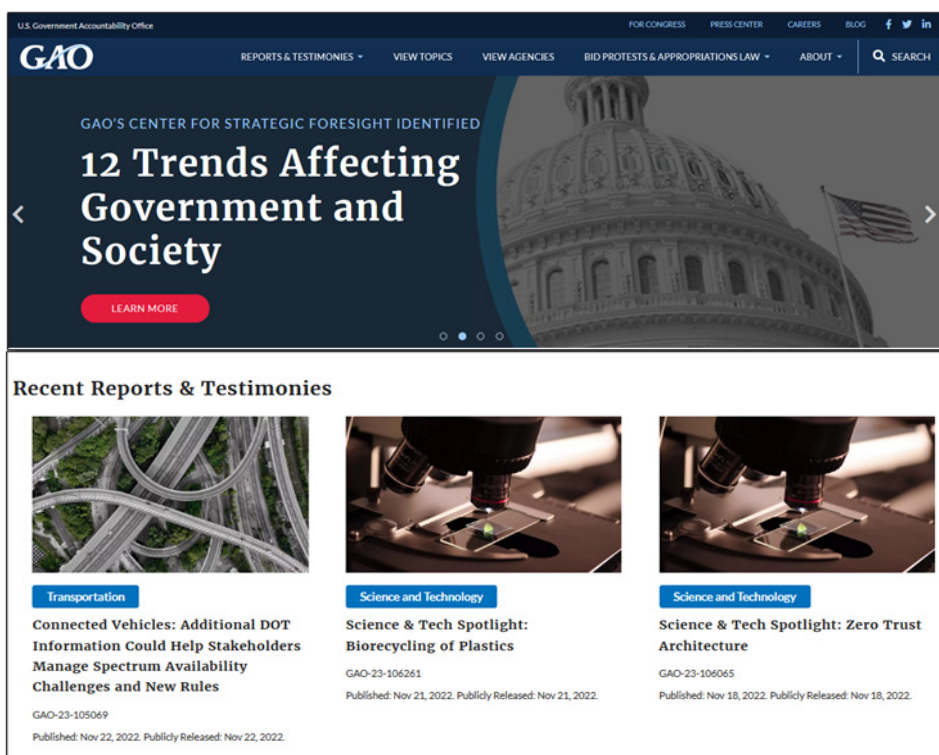 U.S. Government Accountability Office
FOR CONGRESS PRESS CENTER CAREERS BLOG
GAO
REPORTS & TESTIMONIES VIEW TOPICS VIEW AGENCIES BID PROTESTS & APPROPRIATIONS LAW ABOUT SEARCH
GAO'S CENTER FOR STRATEGIC FORESIGHT IDENTIFIED
12 Trends Affecting
Government and
Society
LEARN MORE
Recent Reports & Testimonies
Transportation
Connected Vehicles: Additional DOT
Information Could Help Stakeholders
Manage Spectrum Availability
Challenges and New Rules
GAO-23-105069
Published: Nov 22, 2022. Publicly Released: Nov 22, 2022.
Science and Technology
Science & Tech Spotlight:
Biorecycling of Plastics
GAO-23-106261
Published: Nov 21, 2022. Publicly Released: Nov 21, 2022.
Science and Technology
Science & Tech Spotlight: Zero Trust
Architecture
GAO-23-106065
Published: Nov 18, 2022. Publicly Released: Nov 18, 2022.